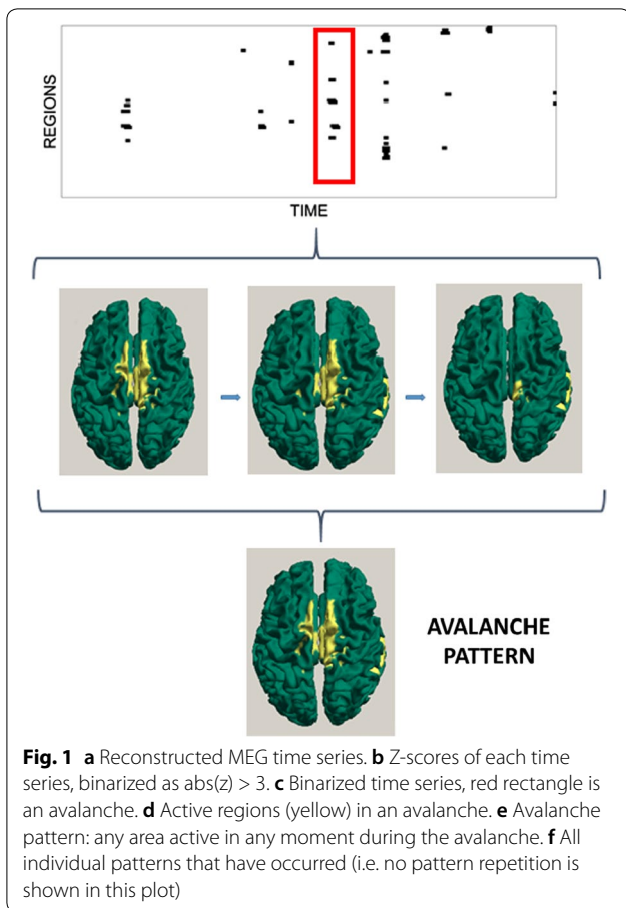 REGIONS
TIME
AVALANCHE
PATTERN
Fig. 1 a Reconstructed MEG time series. b Z-scores of each time
series, binarized as abs(z) > 3. c Binarized time series, red rectangle is
an avalanche. d Active regions (yellow) in an avalanche. e Avalanche
pattern: any area active in any moment during the avalanche. f All
individual patterns that have occurred (i.e. no pattern repetition is
shown in this plot)